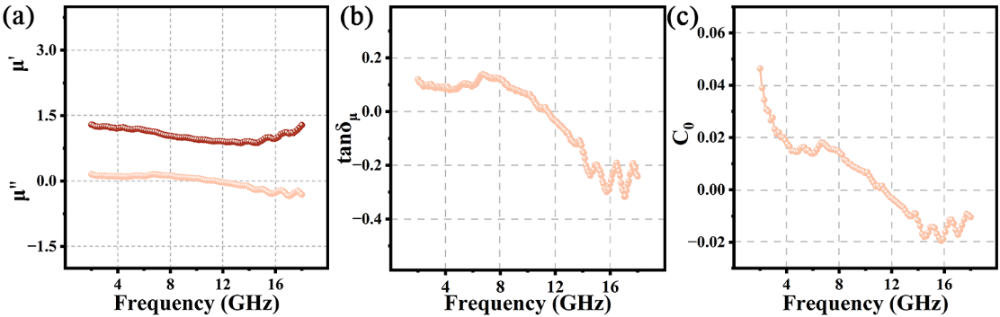 (a)
μ'
μ''
3.0
1.5
0.0
−1.5
4 8 12 16
Frequency (GHz)
(b)
tanδμ
0.2
0.0
−0.2
−0.4
4 8 12 16
Frequency (GHz)
(c)
C0
0.06
0.04
0.02
0.00
−0.02
4 8 12 16
Frequency (GHz)